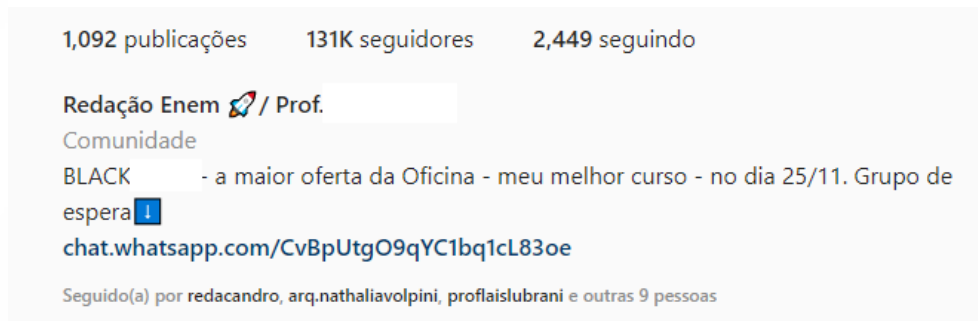 1,092 publicações 131K seguidores 2,449 seguindo
Redação Enem 🚀/ Prof.
Comunidade
BLACK - a maior oferta da Oficina - meu melhor curso - no dia 25/11. Grupo de
espera⬇️
chat.whatsapp.com/CvBpUtgO9qYC1bq1cL83oe
Seguido(a) por redacandro, arq.nathaliavolpini, proflaislubrani e outras 9 pessoas